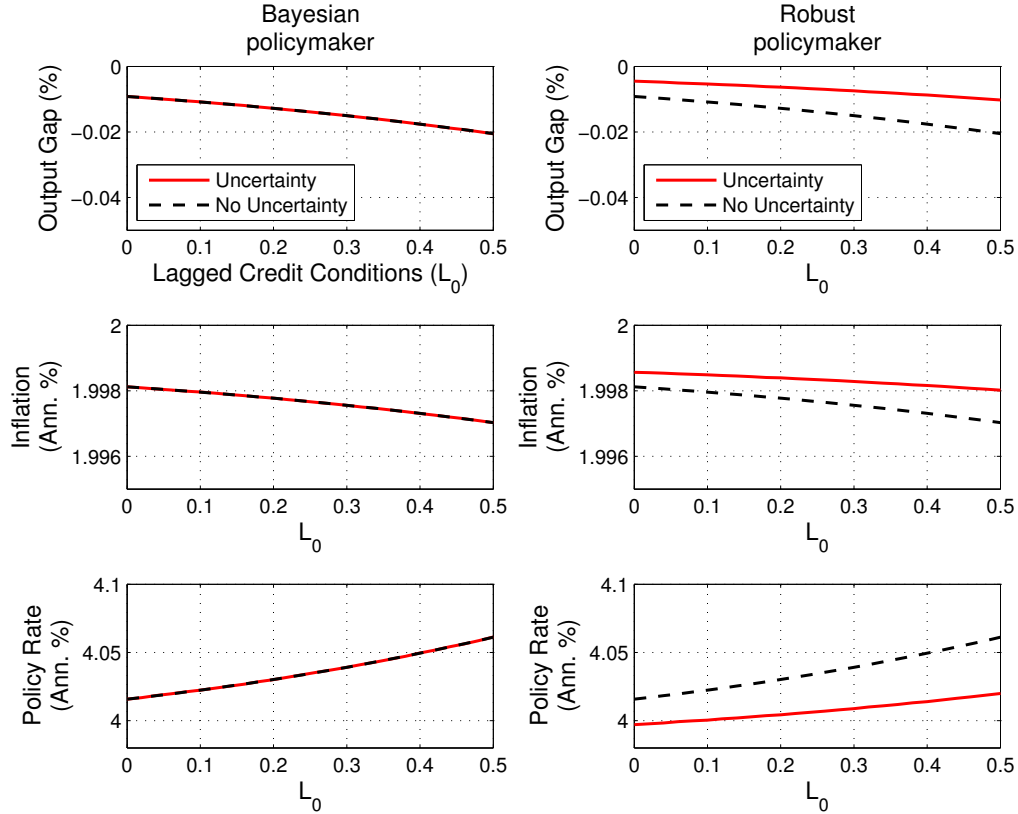 Bayesian
policymaker
Robust
policymaker
Output Gap (%)
0
−0.02
−0.04
Uncertainty
No Uncertainty
0 0.1 0.2 0.3 0.4 0.5
Lagged Credit Conditions (L0)
Output Gap (%)
0
−0.02
−0.04
Uncertainty
No Uncertainty
0 0.1 0.2 0.3 0.4 0.5
L0
Inflation
(Ann. %)
2
1.998
1.996
0 0.1 0.2 0.3 0.4 0.5
L0
Inflation
(Ann. %)
2
1.998
1.996
0 0.1 0.2 0.3 0.4 0.5
L0
Policy Rate
(Ann. %)
4.1
4.05
4
0 0.1 0.2 0.3 0.4 0.5
L0
Policy Rate
(Ann. %)
4.1
4.05
4
0 0.1 0.2 0.3 0.4 0.5
L0